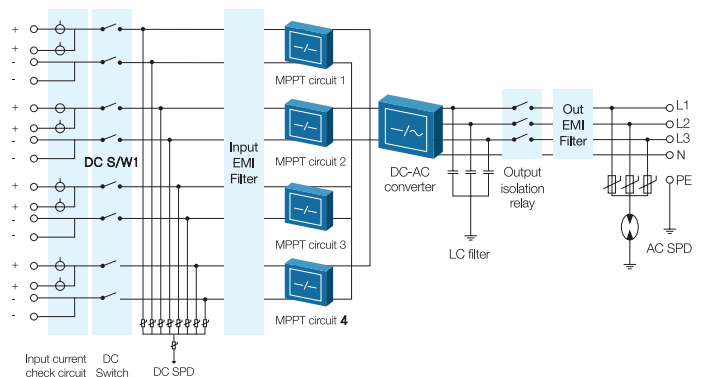 +
+
-
-
MPPT circuit 1
+
+
-
-
DC S/W1
Input
EMI
Filter
MPPT circuit 2
DC-AC
converter
Output
isolation
relay
Out
EMI
Filter
L1
L2
L3
N
PE
+
+
-
-
MPPT circuit 3
LC filter
AC SPD
+
+
-
-
MPPT circuit 4
Input current
check circuit
DC
Switch
DC SPD